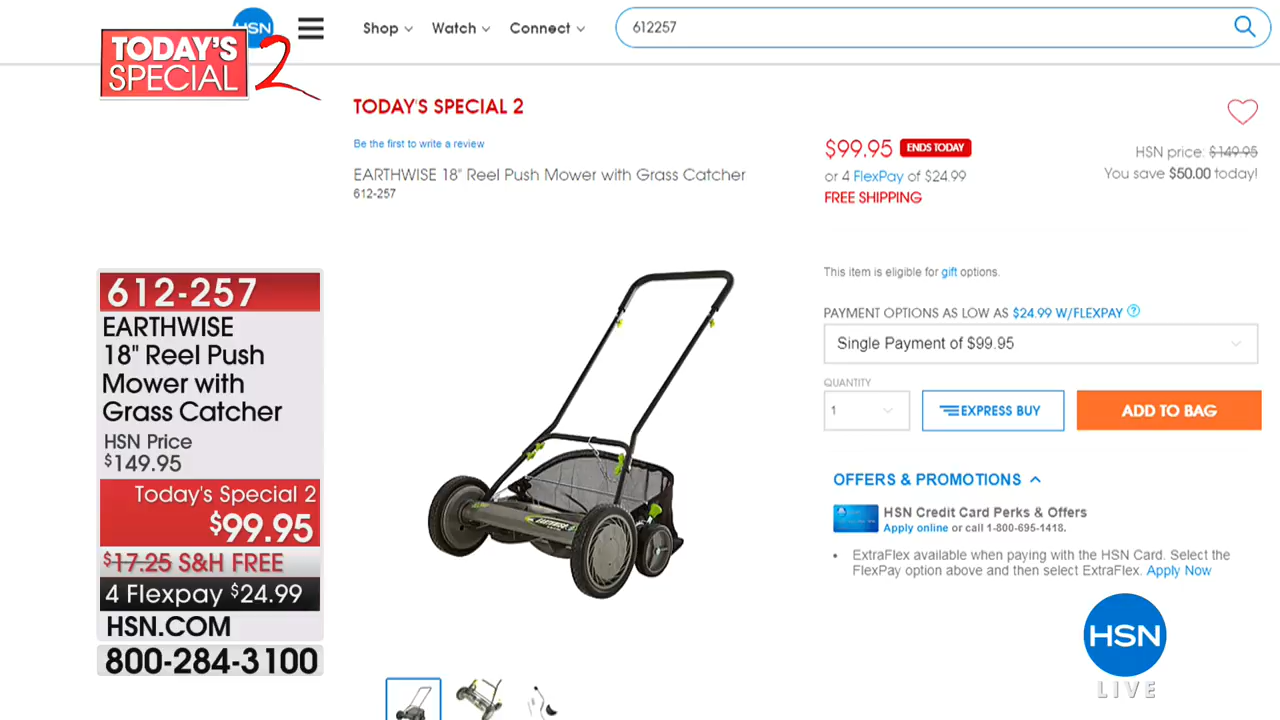 HSN
Shop
Watch
Connect
612257
TODAY'S
SPECIAL 2
TODAY'S SPECIAL 2
Be the first to write a review
EARTHWISE 18" Reel Push Mower with Grass Catcher
612-257
$99.95 ENDS TODAY
or 4 FlexPay of $24.99
FREE SHIPPING
HSN price: $149.95
You save $50.00 today!
This item is eligible for gift options.
PAYMENT OPTIONS AS LOW AS $24.99 W/FLEXPAY ?
Single Payment of $99.95
QUANTITY
1
EXPRESS BUY
ADD TO BAG
OFFERS & PROMOTIONS
HSN Credit Card Perks & Offers
Apply online or call 1-800-695-1418.
• ExtraFlex available when paying with the HSN Card. Select the
FlexPay option above and then select ExtraFlex. Apply Now
612-257
EARTHWISE
18" Reel Push
Mower with
Grass Catcher
HSN Price
$149.95
Today's Special 2
$99.95
$17.25 S&H FREE
4 Flexpay $24.99
HSN.COM
800-284-3100
EARTHWISE
HSN
LIVE